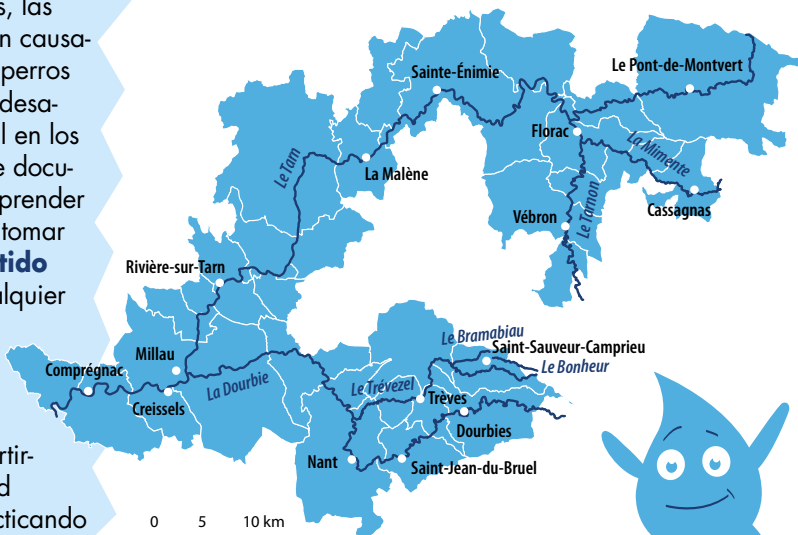 s, las
n causa-
perros
desa-
l en los
e docu-
prender
tomar
tido
alquier
rtir-
d
cticando
Sainte-Énimie
Le Pont-de-Montvert
Florac
La Mimente
Le Tarn
La Malène
Cassagnas
Le Tarnon
Vébron
Rivière-sur-Tarn
Le Bramabiau
Saint-Sauveur-Camprieu
Millau
Le Bonheur
Comprégnac
La Dourbie
Le Trévezel
Trèves
Creissels
Dourbies
Nant
Saint-Jean-du-Bruel
0 5 10 km